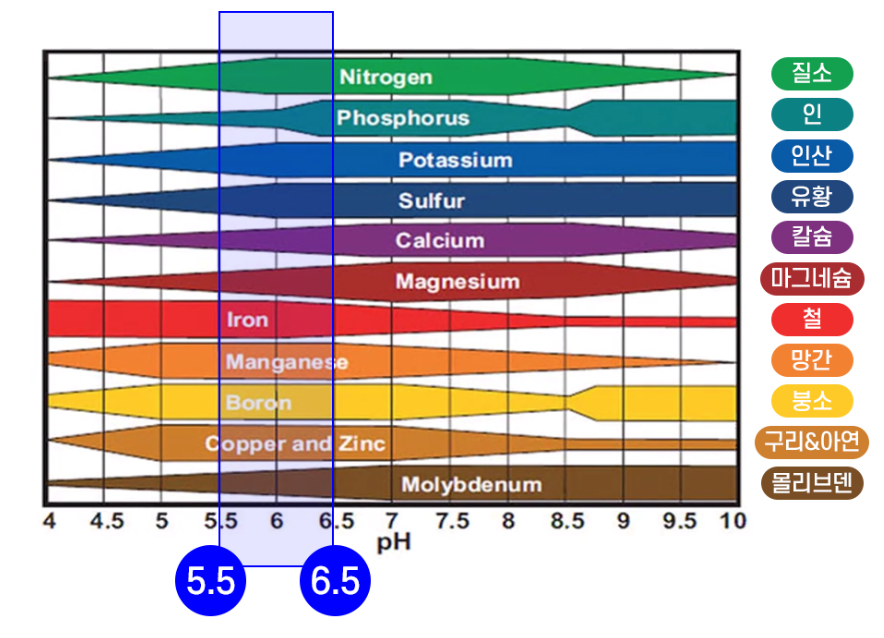 Nitrogen 질소
Phosphorus 인
Potassium 인산
Sulfur 유황
Calcium 칼슘
Magnesium 마그네슘
Iron 철
Manganese 망간
Boron 붕소
Copper and Zinc 구리&아연
Molybdenum 몰리브덴
4 4.5 5 5.5 6 6.5 7 7.5 8 8.5 9 9.5 10
pH
5.5 6.5